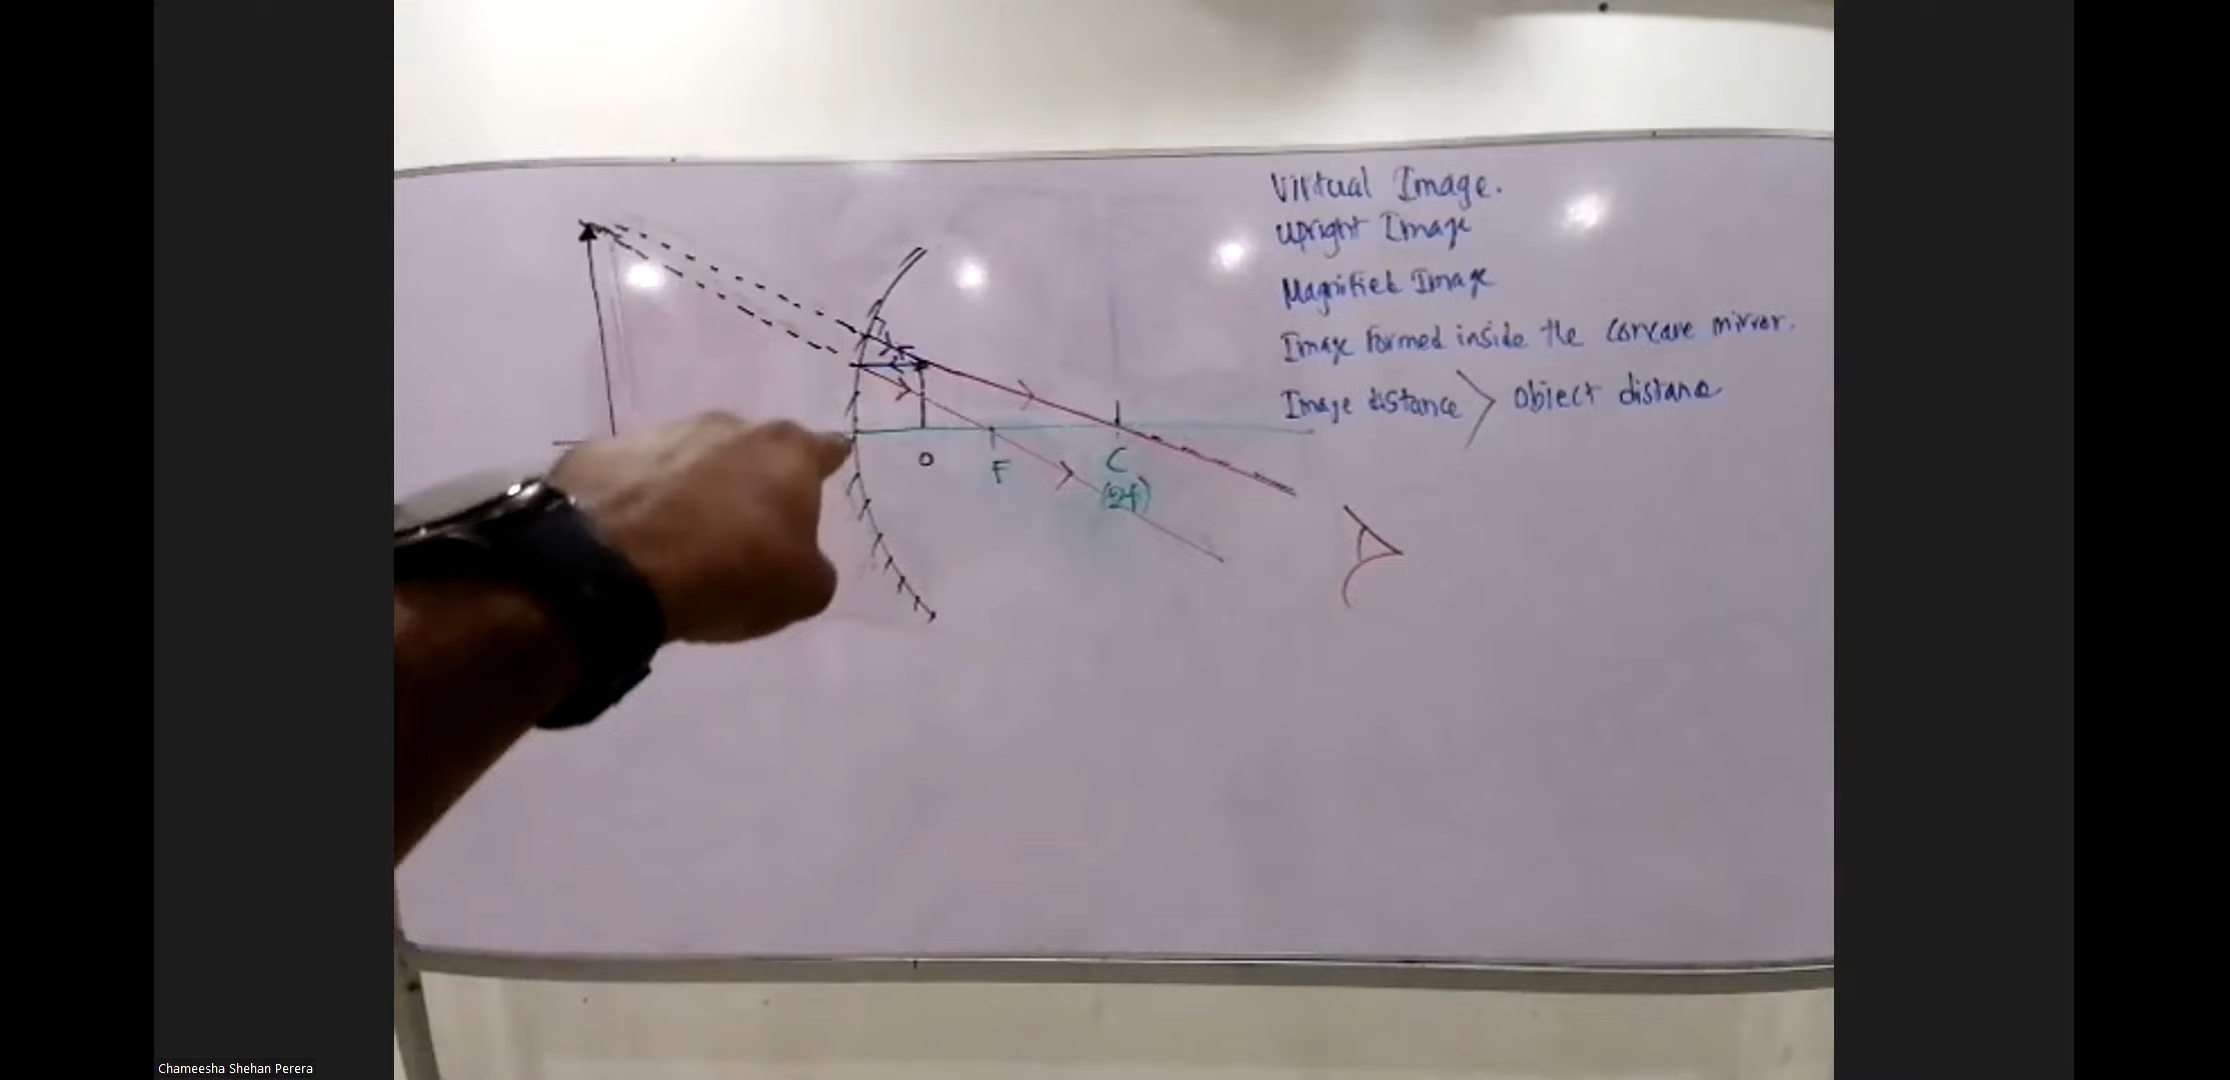 Virtual Image.
Upright Image
Magnified Image
Image formed inside the concave mirror.
Image distance > Object distance
O
F
C
(2f)
Chameesha Shehan Perera